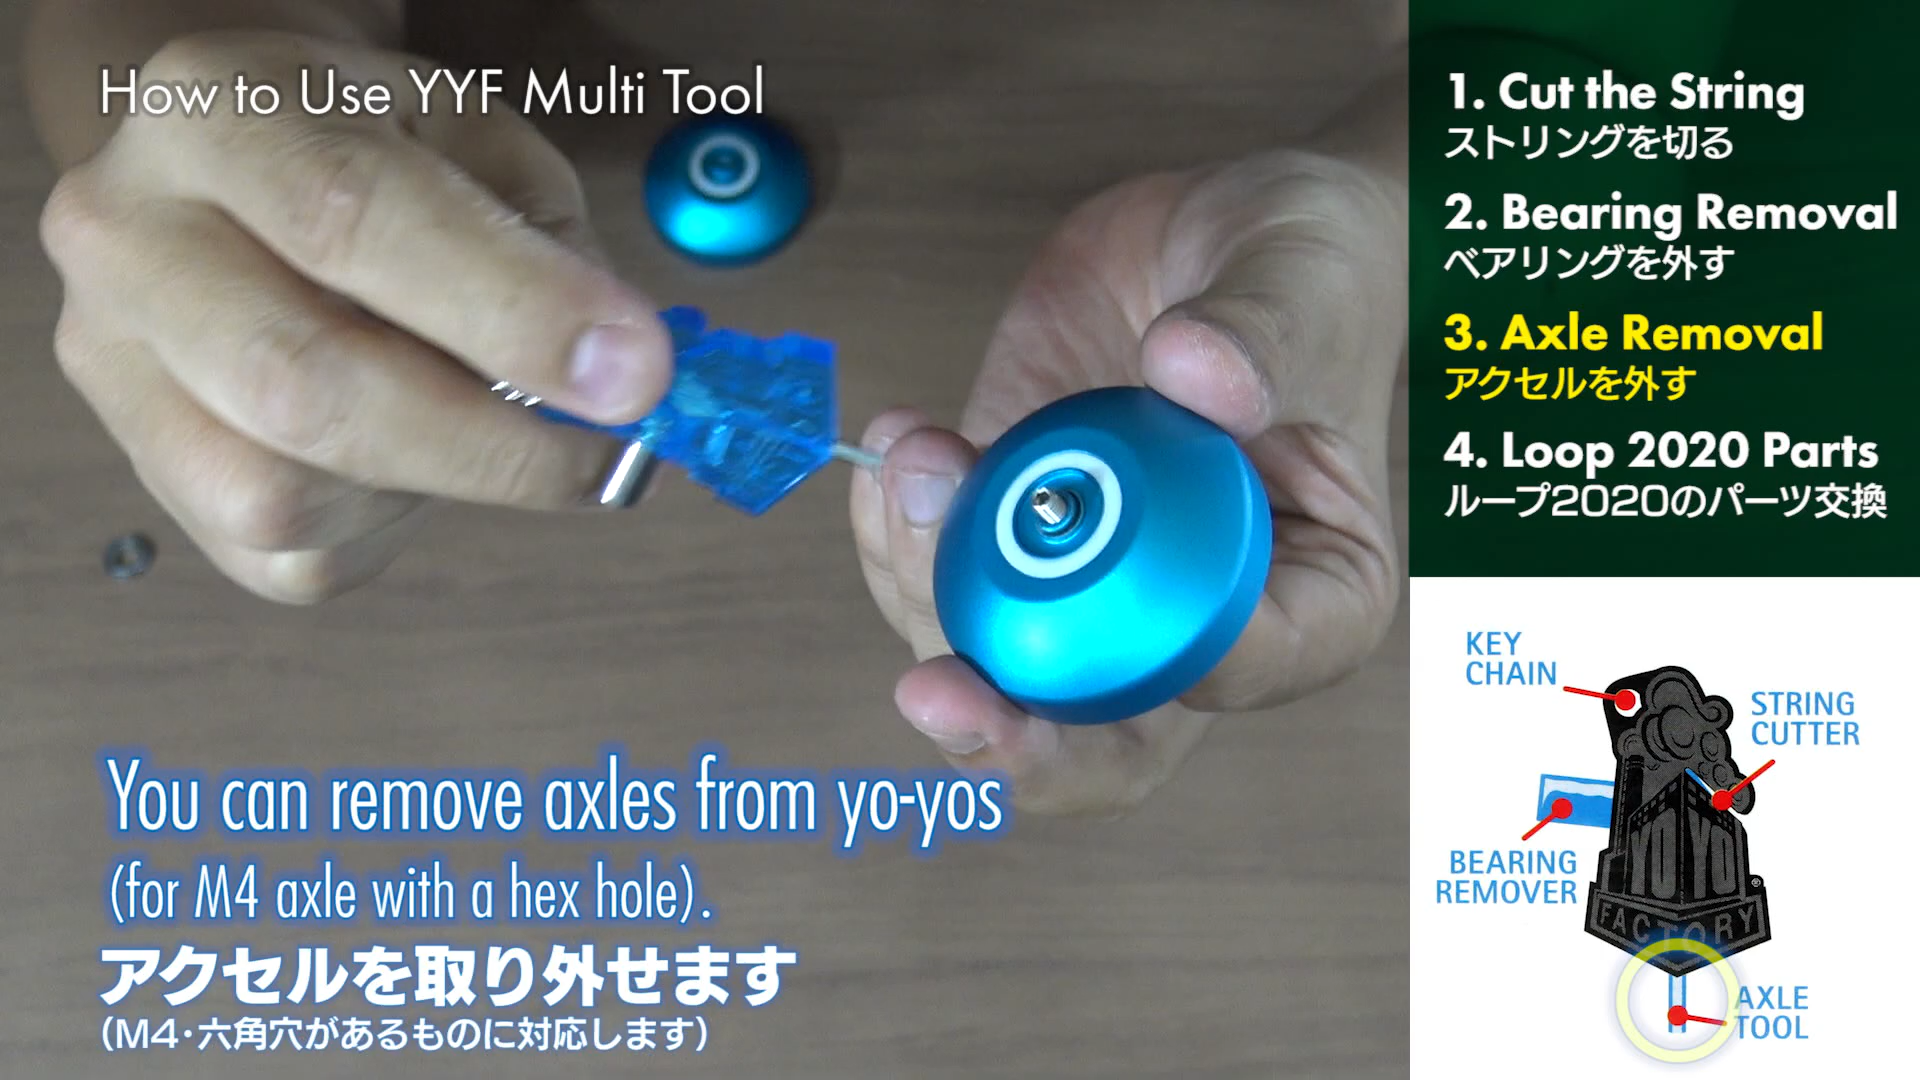 How to Use YYF Multi Tool
You can remove axles from yo-yos
(for M4 axle with a hex hole).
アクセルを取り外せます
(M4・六角穴があるものに対応します)
1. Cut the String
ストリングを切る
2. Bearing Removal
ベアリングを外す
3. Axle Removal
アクセルを外す
4. Loop 2020 Parts
ループ2020のパーツ交換
KEY
CHAIN
STRING
CUTTER
BEARING
REMOVER
YOYO
®
FACTORY
AXLE
TOOL